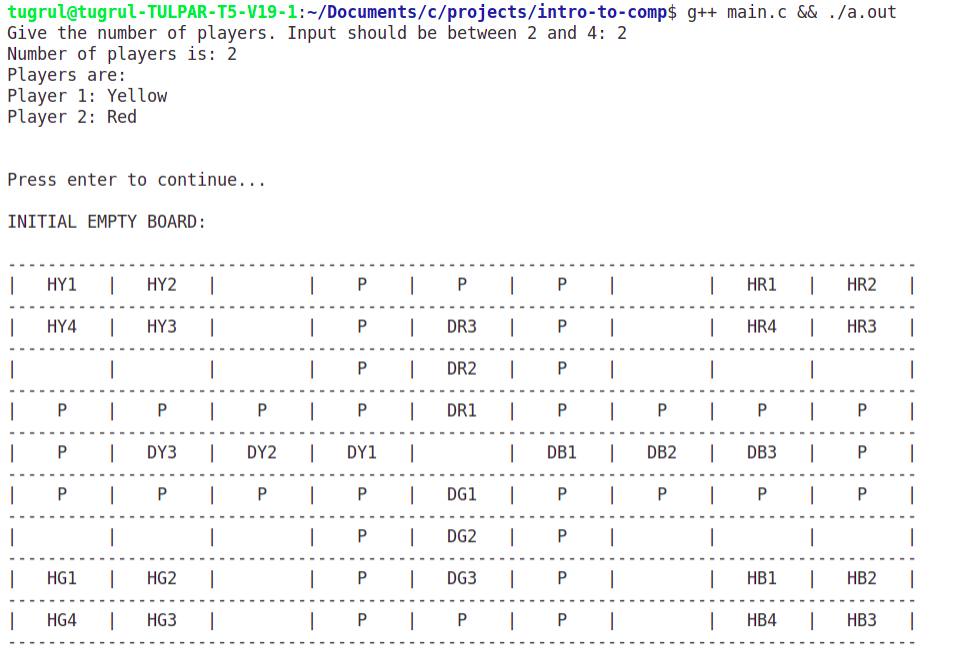 tugrul@tugrul-TULPAR-T5-V19-1:~/Documents/c/projects/intro-to-comp$ g++ main.c && ./a.out
Give the number of players. Input should be between 2 and 4: 2
Number of players is: 2
Players are:
Player 1: Yellow
Player 2: Red
Press enter to continue...
INITIAL EMPTY BOARD:
-------------------------------------------------------------------------------------------
|   HY1   |   HY2   |         |    P    |    P    |    P    |         |   HR1   |   HR2   |
-------------------------------------------------------------------------------------------
|   HY4   |   HY3   |         |    P    |   DR3   |    P    |         |   HR4   |   HR3   |
-------------------------------------------------------------------------------------------
|         |         |         |    P    |   DR2   |    P    |         |         |         |
-------------------------------------------------------------------------------------------
|    P    |    P    |    P    |    P    |   DR1   |    P    |    P    |    P    |    P    |
-------------------------------------------------------------------------------------------
|    P    |   DY3   |   DY2   |   DY1   |         |   DB1   |   DB2   |   DB3   |    P    |
-------------------------------------------------------------------------------------------
|    P    |    P    |    P    |    P    |   DG1   |    P    |    P    |    P    |    P    |
-------------------------------------------------------------------------------------------
|         |         |         |    P    |   DG2   |    P    |         |         |         |
-------------------------------------------------------------------------------------------
|   HG1   |   HG2   |         |    P    |   DG3   |    P    |         |   HB1   |   HB2   |
-------------------------------------------------------------------------------------------
|   HG4   |   HG3   |         |    P    |    P    |    P    |         |   HB4   |   HB3   |
-------------------------------------------------------------------------------------------